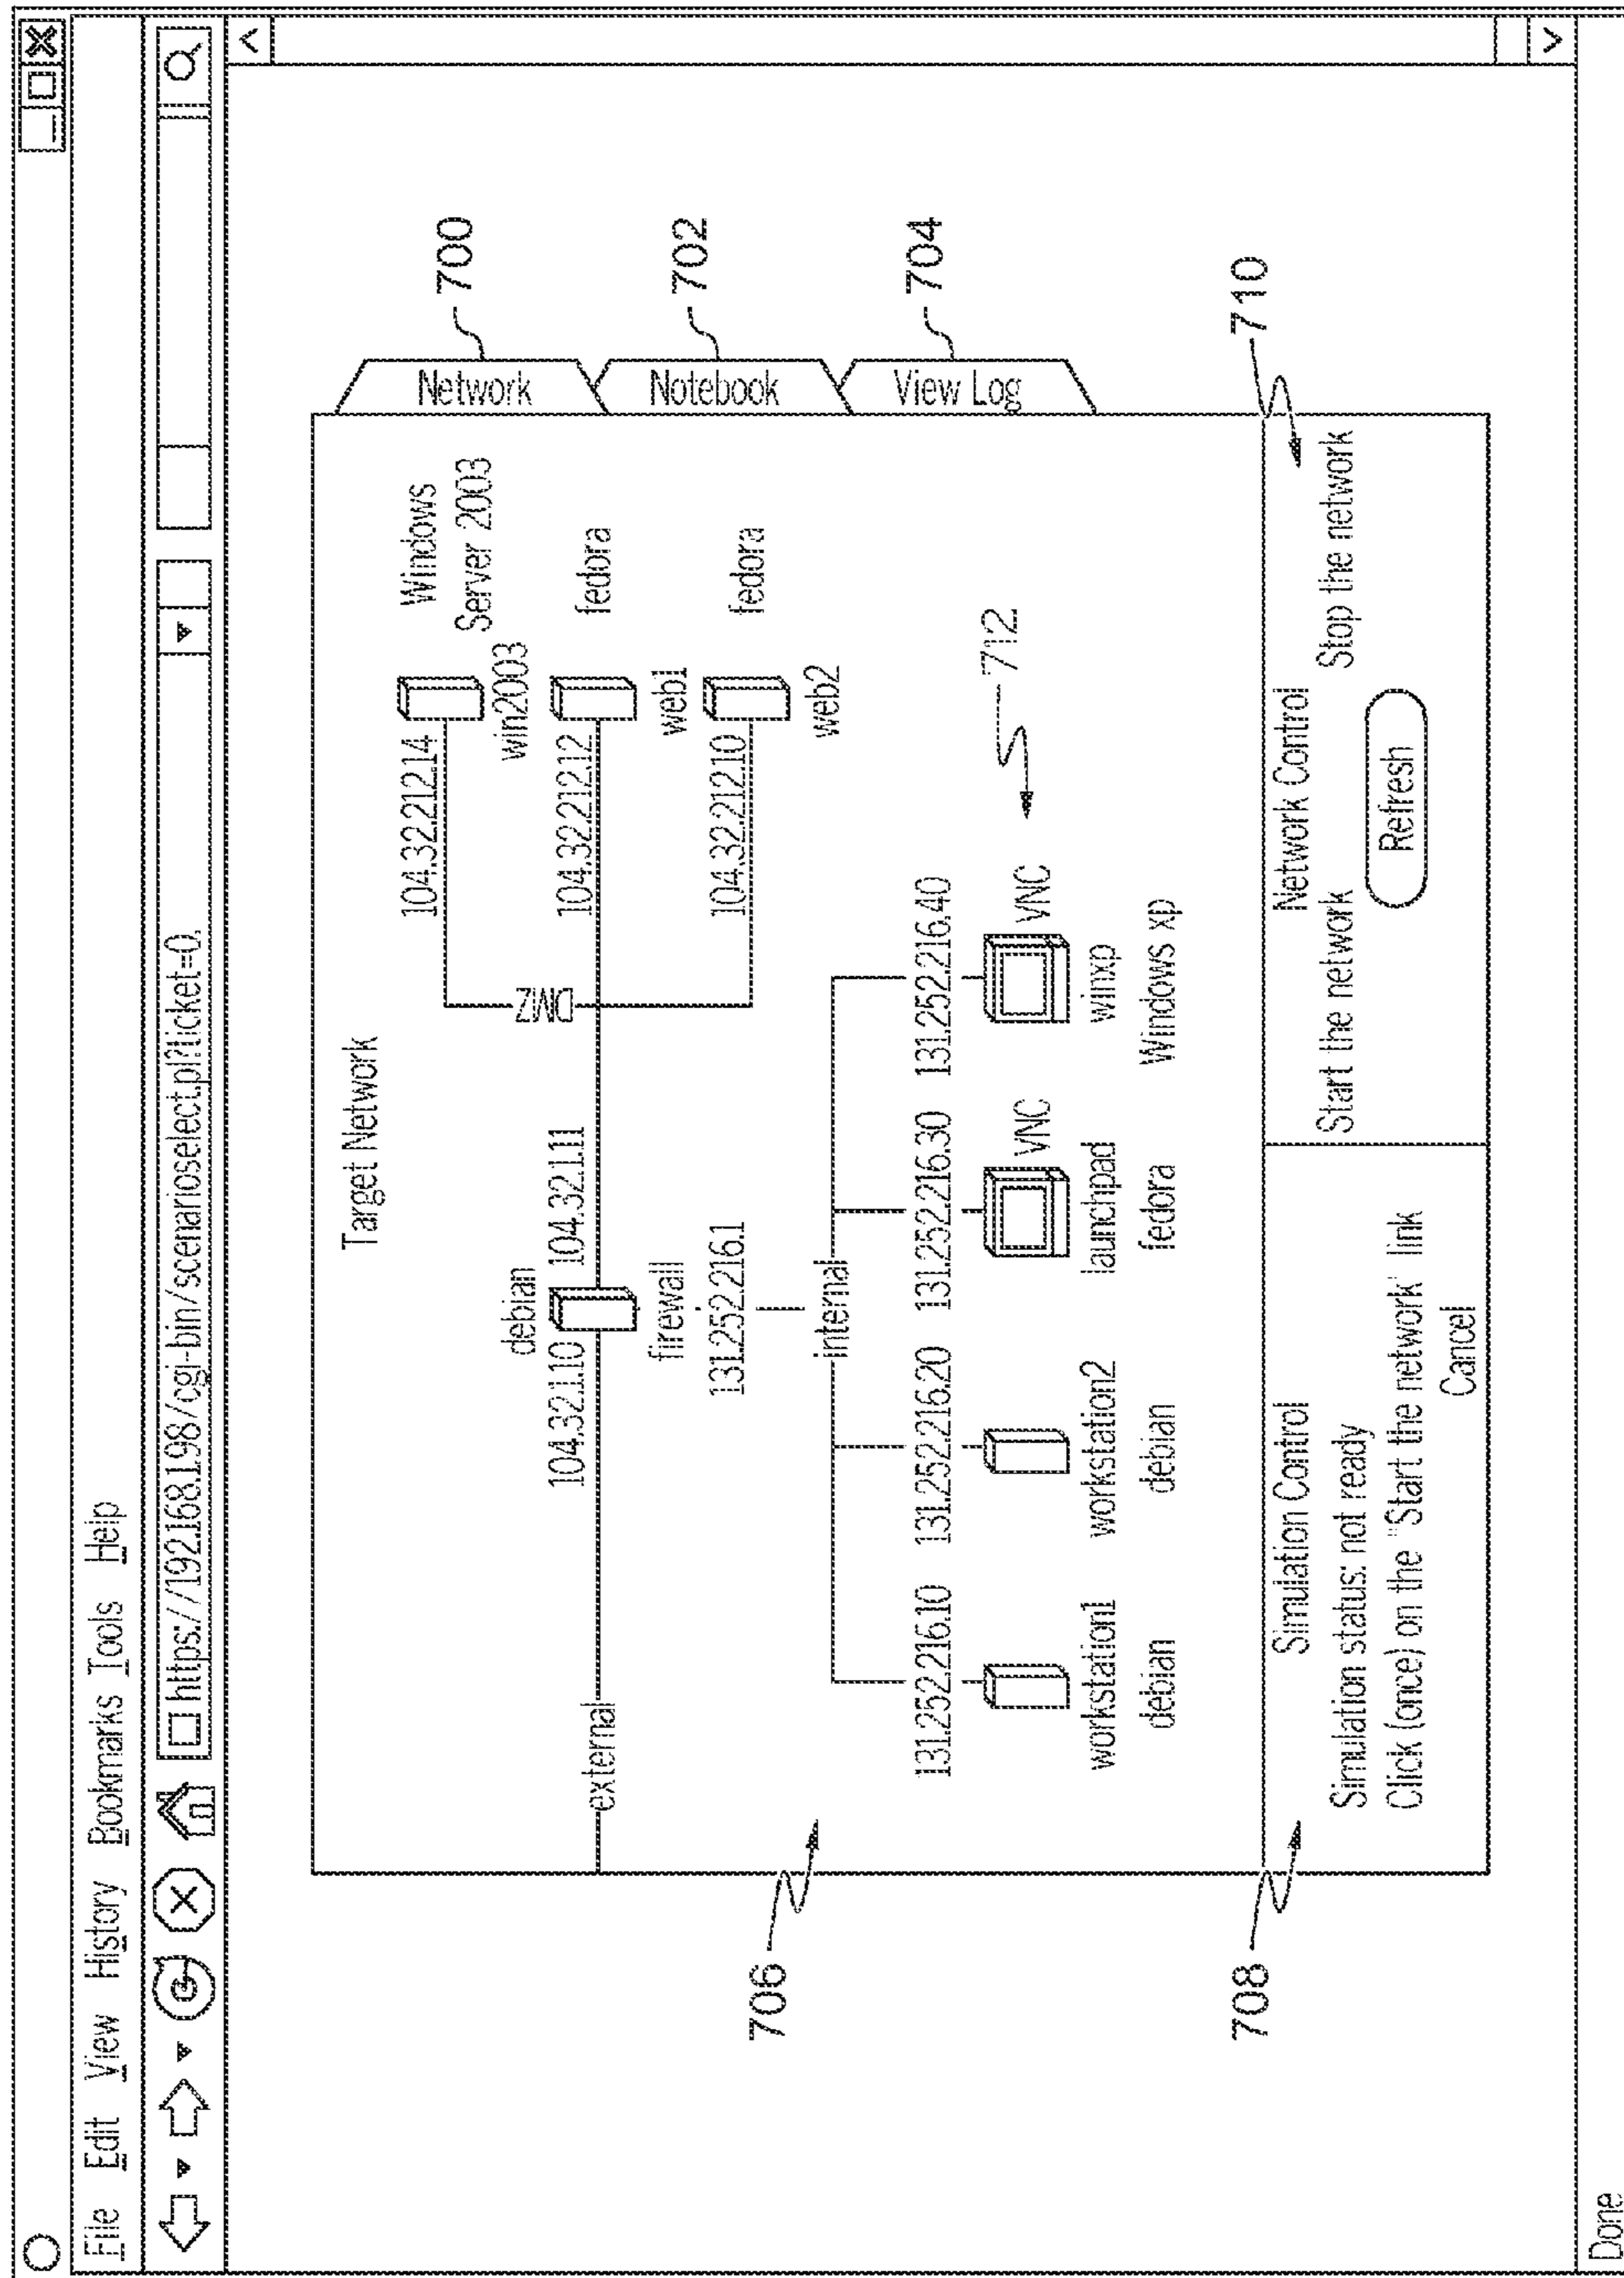 File Edit View History Bookmarks Tools Help
https://192.168.198/cgi-bin/scenarioselect.pl?ticket=0.
Target Network
Network
700
Notebook
702
View Log
704
external
debian
104.32.1.10
104.32.1.11
firewall
131.252.216.1
DMZ
104.32.212.14
Windows
Server 2003
win2003
104.32.212.12
fedora
web1
104.32.212.10
fedora
web2
internal
131.252.216.10
131.252.216.20
131.252.216.30
131.252.216.40
VNC
VNC
712
workstation1
workstation2
launchpad
winxp
debian
debian
fedora
Windows xp
706
708
710
Simulation Control
Simulation status: not ready
Click (once) on the "Start the network' link
Cancel
Network Control
Start the network
Stop the network
Refresh
Done